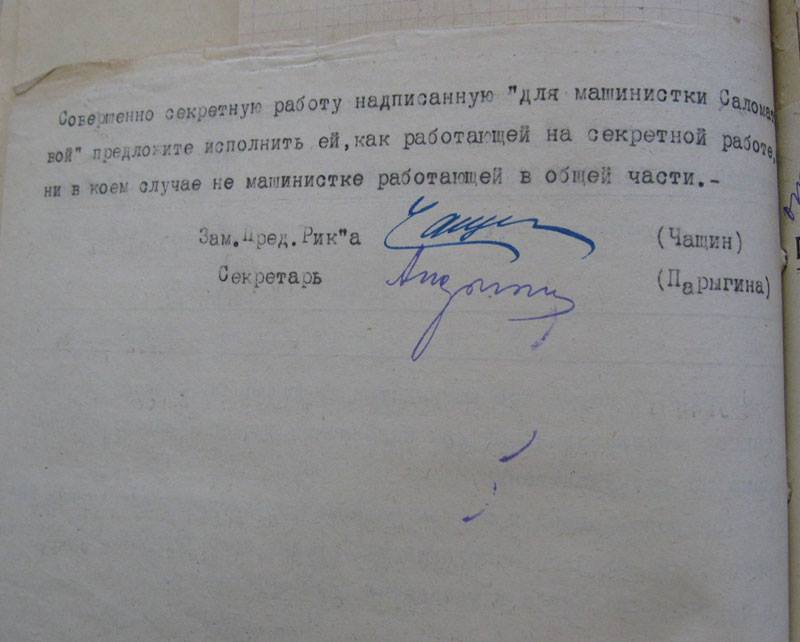 Совершенно секретную работу надписанную "для машинистки Салома
вой" предложите исполнить ей, как работающей на секретной работе,
ни в коем случае не машинистке работающей в общей части.-
Зам.Пред.Рик"а Чащин (Чащин)
Секретарь (Парыгина)